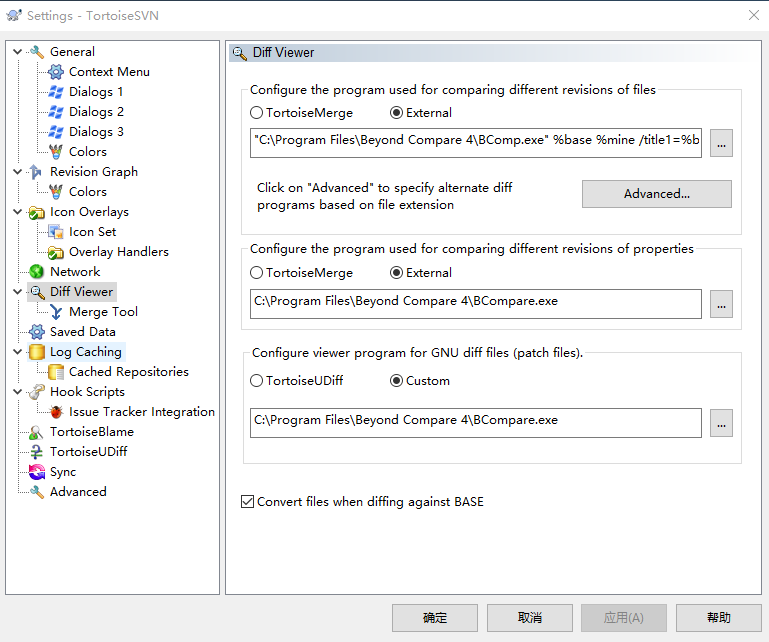 Settings - TortoiseSVN
General
Context Menu
Dialogs 1
Dialogs 2
Dialogs 3
Colors
Revision Graph
Colors
Icon Overlays
Icon Set
Overlay Handlers
Network
Diff Viewer
Merge Tool
Saved Data
Log Caching
Cached Repositories
Hook Scripts
Issue Tracker Integration
TortoiseBlame
TortoiseUDiff
Sync
Advanced
Diff Viewer
Configure the program used for comparing different revisions of files
TortoiseMerge External
"C:\Program Files\Beyond Compare 4\BComp.exe" %base %mine /title1=%b ...
Click on "Advanced" to specify alternate diff
programs based on file extension
Advanced...
Configure the program used for comparing different revisions of properties
TortoiseMerge External
C:\Program Files\Beyond Compare 4\BCompare.exe ...
Configure viewer program for GNU diff files (patch files).
TortoiseUDiff Custom
C:\Program Files\Beyond Compare 4\BCompare.exe ...
Convert files when diffing against BASE
确定 取消 应用(A) 帮助